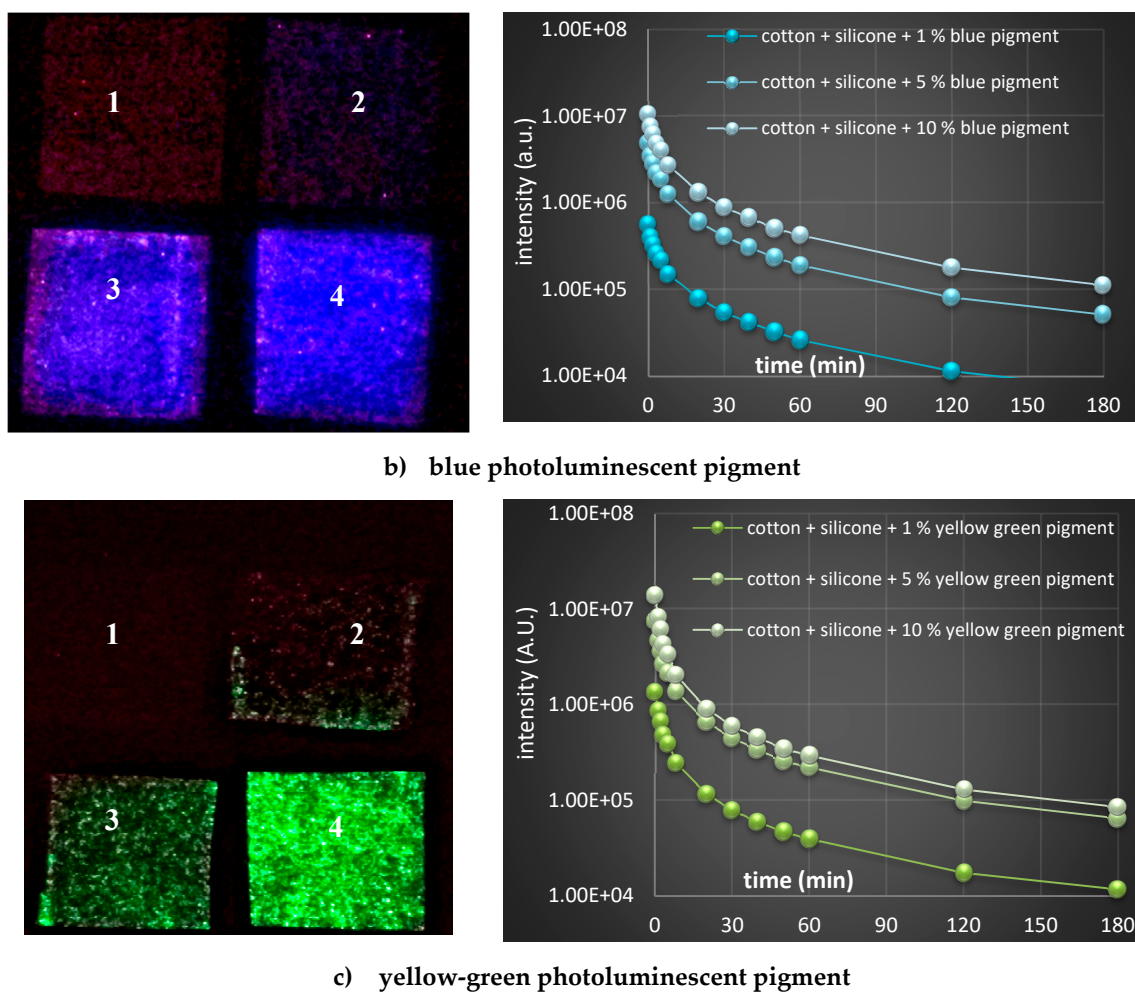 1
2
3
4
1.00E+08
1.00E+07
1.00E+06
1.00E+05
1.00E+04
intensity (a.u.)
cotton + silicone + 1 % blue pigment
cotton + silicone + 5 % blue pigment
cotton + silicone + 10 % blue pigment
time (min)
0 30 60 90 120 150 180
b) blue photoluminescent pigment
1
2
3
4
1.00E+08
1.00E+07
1.00E+06
1.00E+05
1.00E+04
intensity (A.U.)
cotton + silicone + 1 % yellow green pigment
cotton + silicone + 5 % yellow green pigment
cotton + silicone + 10 % yellow green pigment
time (min)
0 30 60 90 120 150 180
c) yellow-green photoluminescent pigment